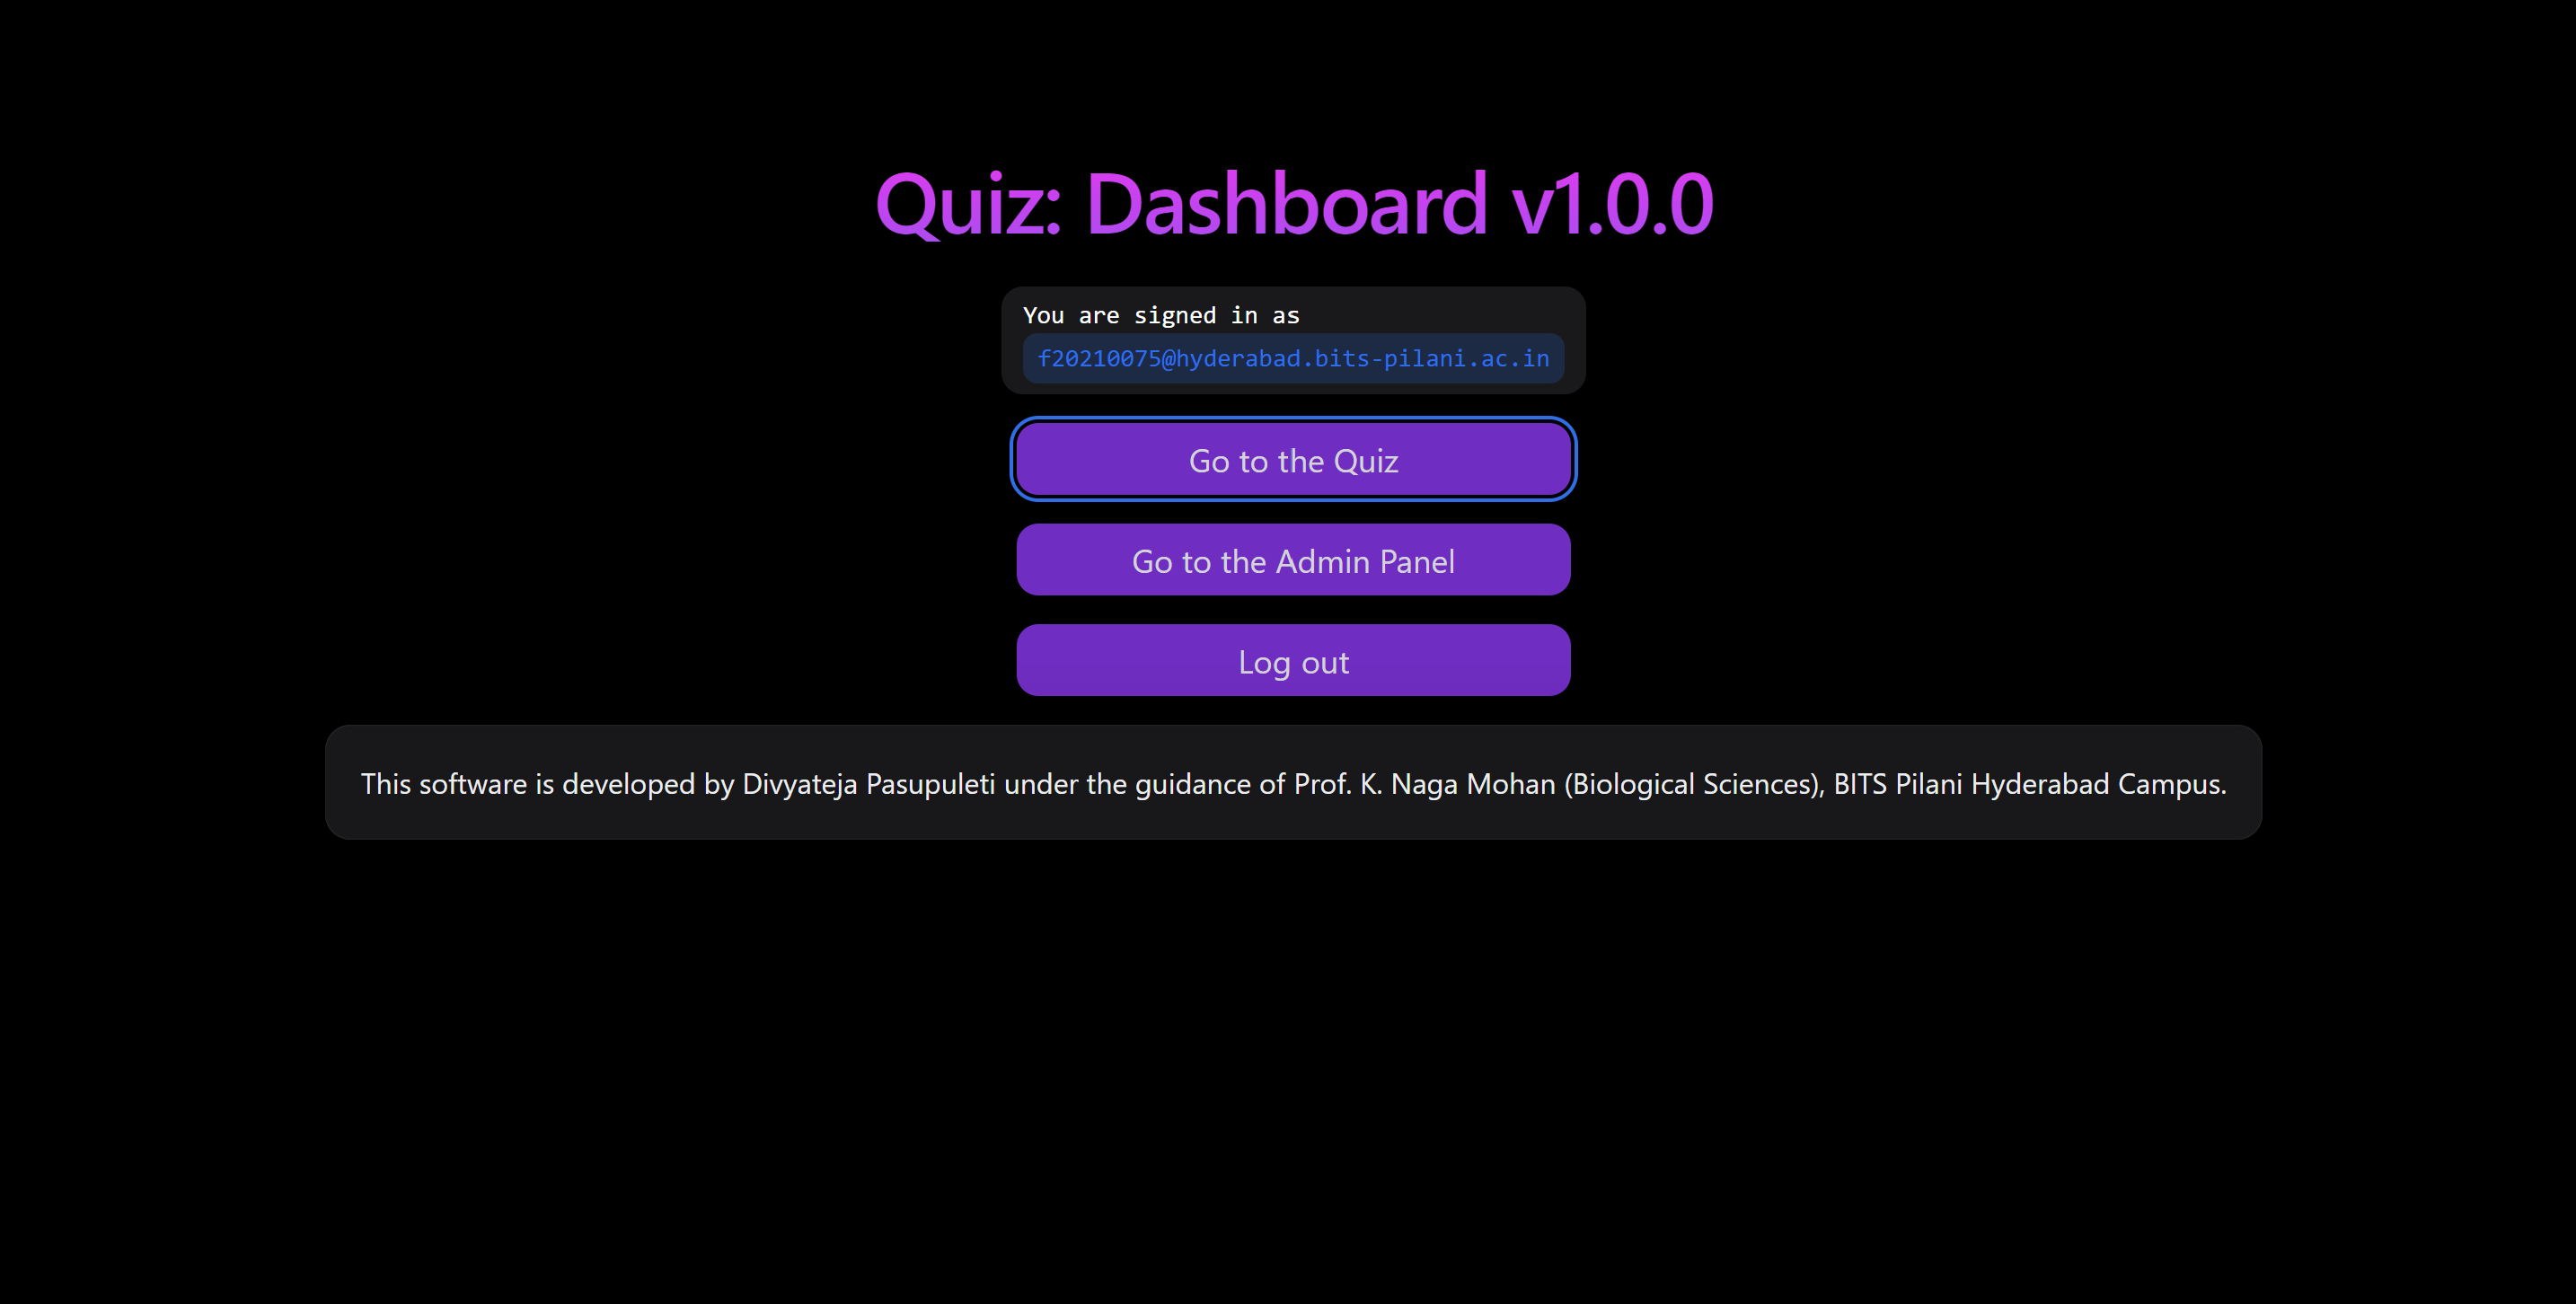 Quiz: Dashboard v1.0.0
You are signed in as
f20210075@hyderabad.bits-pilani.ac.in
Go to the Quiz
Go to the Admin Panel
Log out
This software is developed by Divyateja Pasupuleti under the guidance of Prof. K. Naga Mohan (Biological Sciences), BITS Pilani Hyderabad Campus.